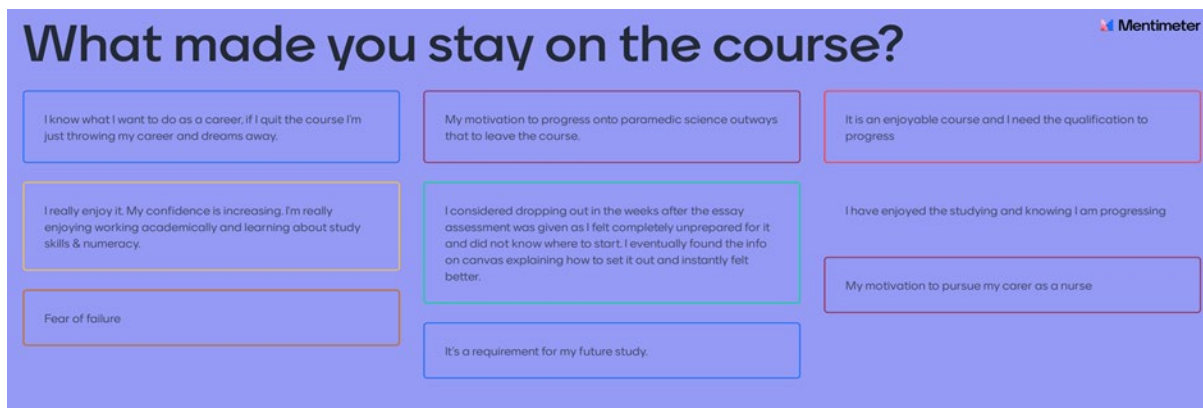 What made you stay on the course?
Mentimeter
I know what I want to do as a career, if I quit the course I'm
just throwing my career and dreams away.
I really enjoy it. My confidence is increasing. I'm really
enjoying working academically and learning about study
skills & numeracy.
Fear of failure
My motivation to progress onto paramedic science outways
that to leave the course.
I considered dropping out in the weeks after the essay
assessment was given as I felt completely unprepared for it
and did not know where to start. I eventually found the info
on canvas explaining how to set it out and instantly felt
better.
It's a requirement for my future study.
It is an enjoyable course and I need the qualification to
progress
I have enjoyed the studying and knowing I am progressing
My motivation to pursue my carer as a nurse